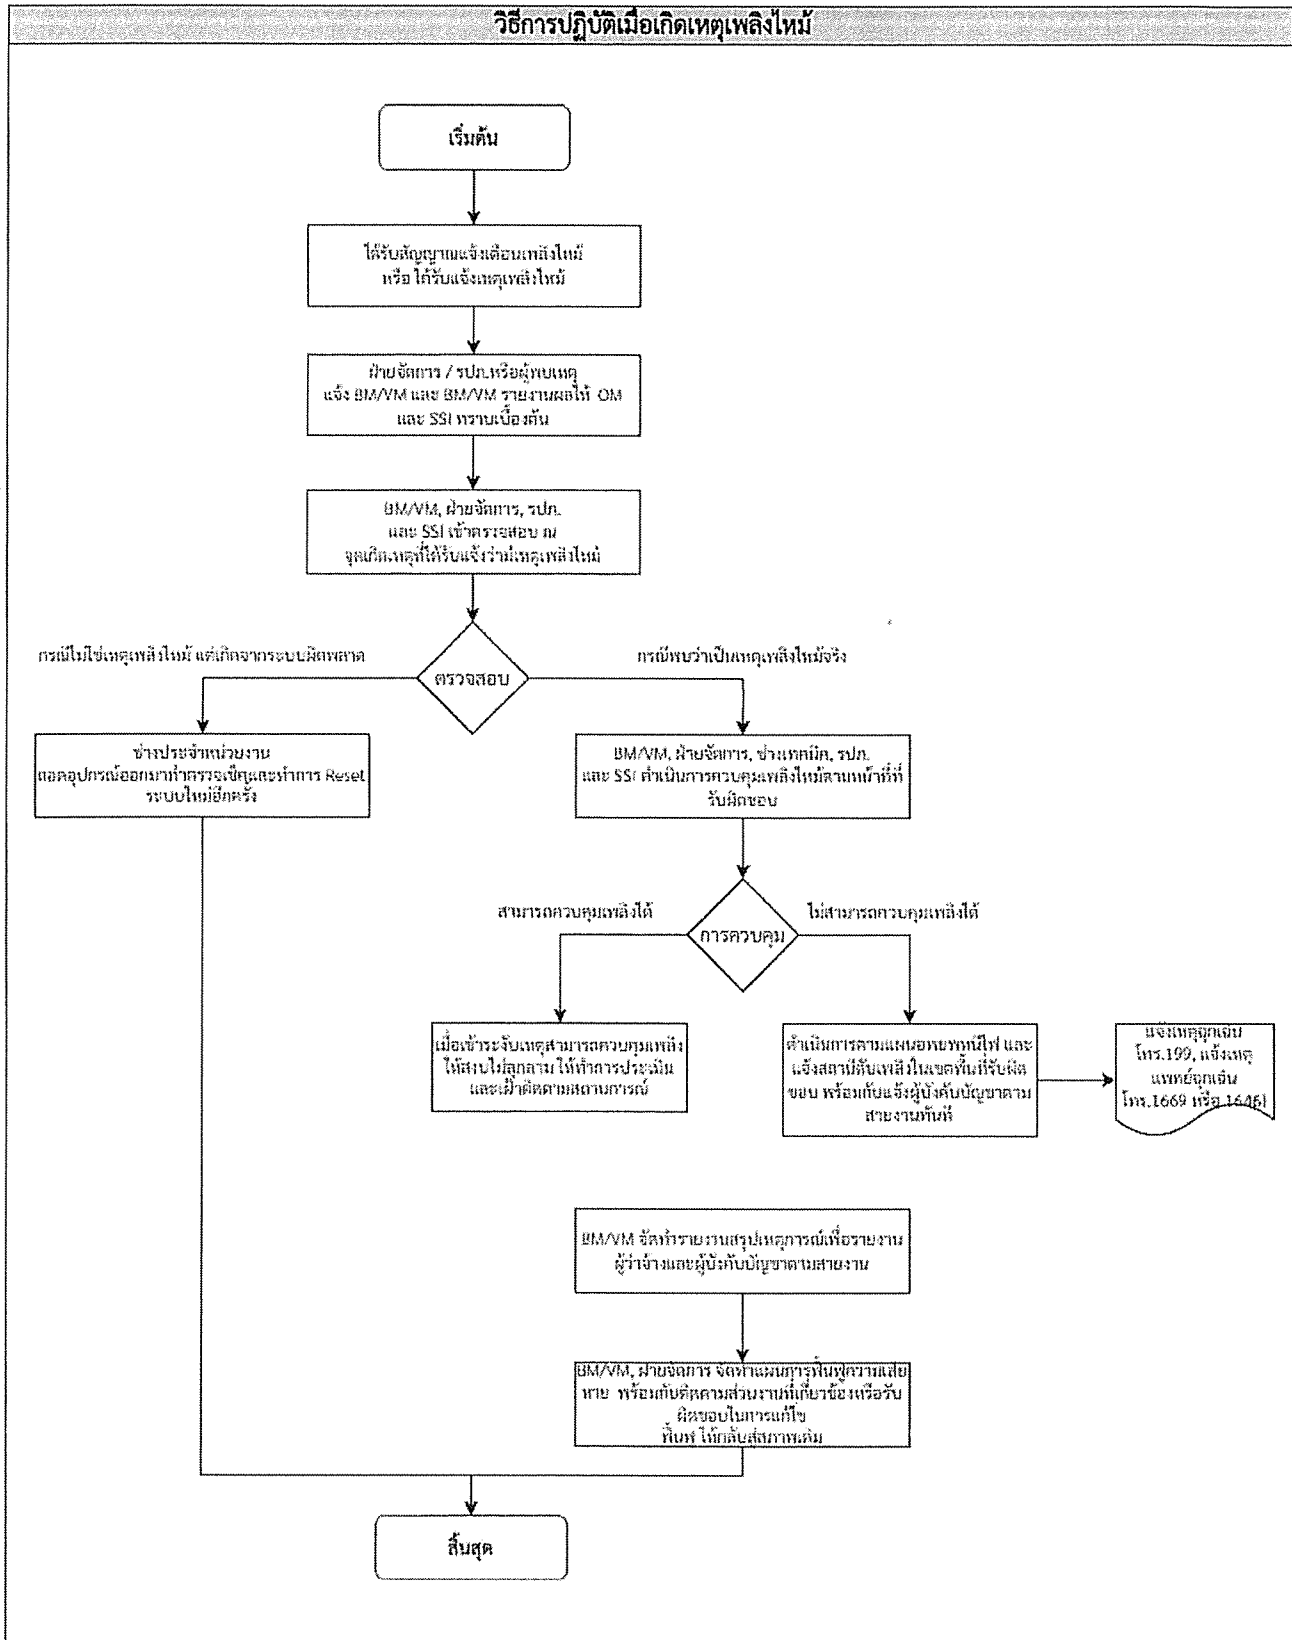 วิธีการปฏิบัติเมื่อเกิดเหตุเพลิงไหม้
เริ่มต้น
ได้รับสัญญาณแจ้งเตือนเพลิงไหม้
หรือ ได้รับแจ้งเหตุเพลิงไหม้
ฝ่ายจัดการ / รปภ.หรือผู้พบเหตุ
แจ้ง BM/VM และ BM/VM รายงานผลให้ OM
และ SSI ทราบเบื้องต้น
BM/VM, ฝ่ายจัดการ, รปภ.
และ SSI เข้าตรวจสอบ ณ
จุดเกิดเหตุที่ได้รับแจ้งว่ามีเหตุเพลิงไหม้
กรณีไม่ใช่เหตุเพลิงไหม้ แต่เกิดจากระบบผิดพลาด
ตรวจสอบ
กรณีพบว่าเป็นเหตุเพลิงไหม้จริง
ช่างประจำหน่วยงาน
ถอดอุปกรณ์ออกมาทำตรวจเช็คและทำการ Reset
ระบบใหม่อีกครั้ง
BM/VM, ฝ่ายจัดการ, ช่างเทคนิค, รปภ.
และ SSI ดำเนินการควบคุมเพลิงไหม้ตามหน้าที่ที่
รับผิดชอบ
สามารถควบคุมเพลิงได้
การควบคุม
ไม่สามารถควบคุมเพลิงได้
เมื่อเข้าระงับเหตุสามารถควบคุมเพลิง
ให้สงบไม่ลุกลาม ให้ทำการประเมิน
และเฝ้าติดตามสถานการณ์
ดำเนินการตามแผนอพยพหนีไฟ และ
แจ้งสถานีดับเพลิงในเขตพื้นที่รับผิด
ชอบ พร้อมกับแจ้งผู้บังคับบัญชาตาม
สายงานทันที
แจ้งเหตุฉุกเฉิน
โทร.199, แจ้งเหตุ
แพทย์ฉุกเฉิน
โทร.1669 หรือ 1646)
BM/VM จัดทำรายงานสรุปเหตุการณ์เพื่อรายงาน
ผู้ว่าจ้างและผู้บังคับบัญชาตามสายงาน
BM/VM, ฝ่ายจัดการ จัดทำแผนการฟื้นฟูความเสีย
หาย พร้อมกับติดตามส่วนงานที่เกี่ยวข้องหรือรับ
ผิดชอบในการแก้ไข
ฟื้นฟู ให้กลับสู่สภาพเดิม
สิ้นสุด